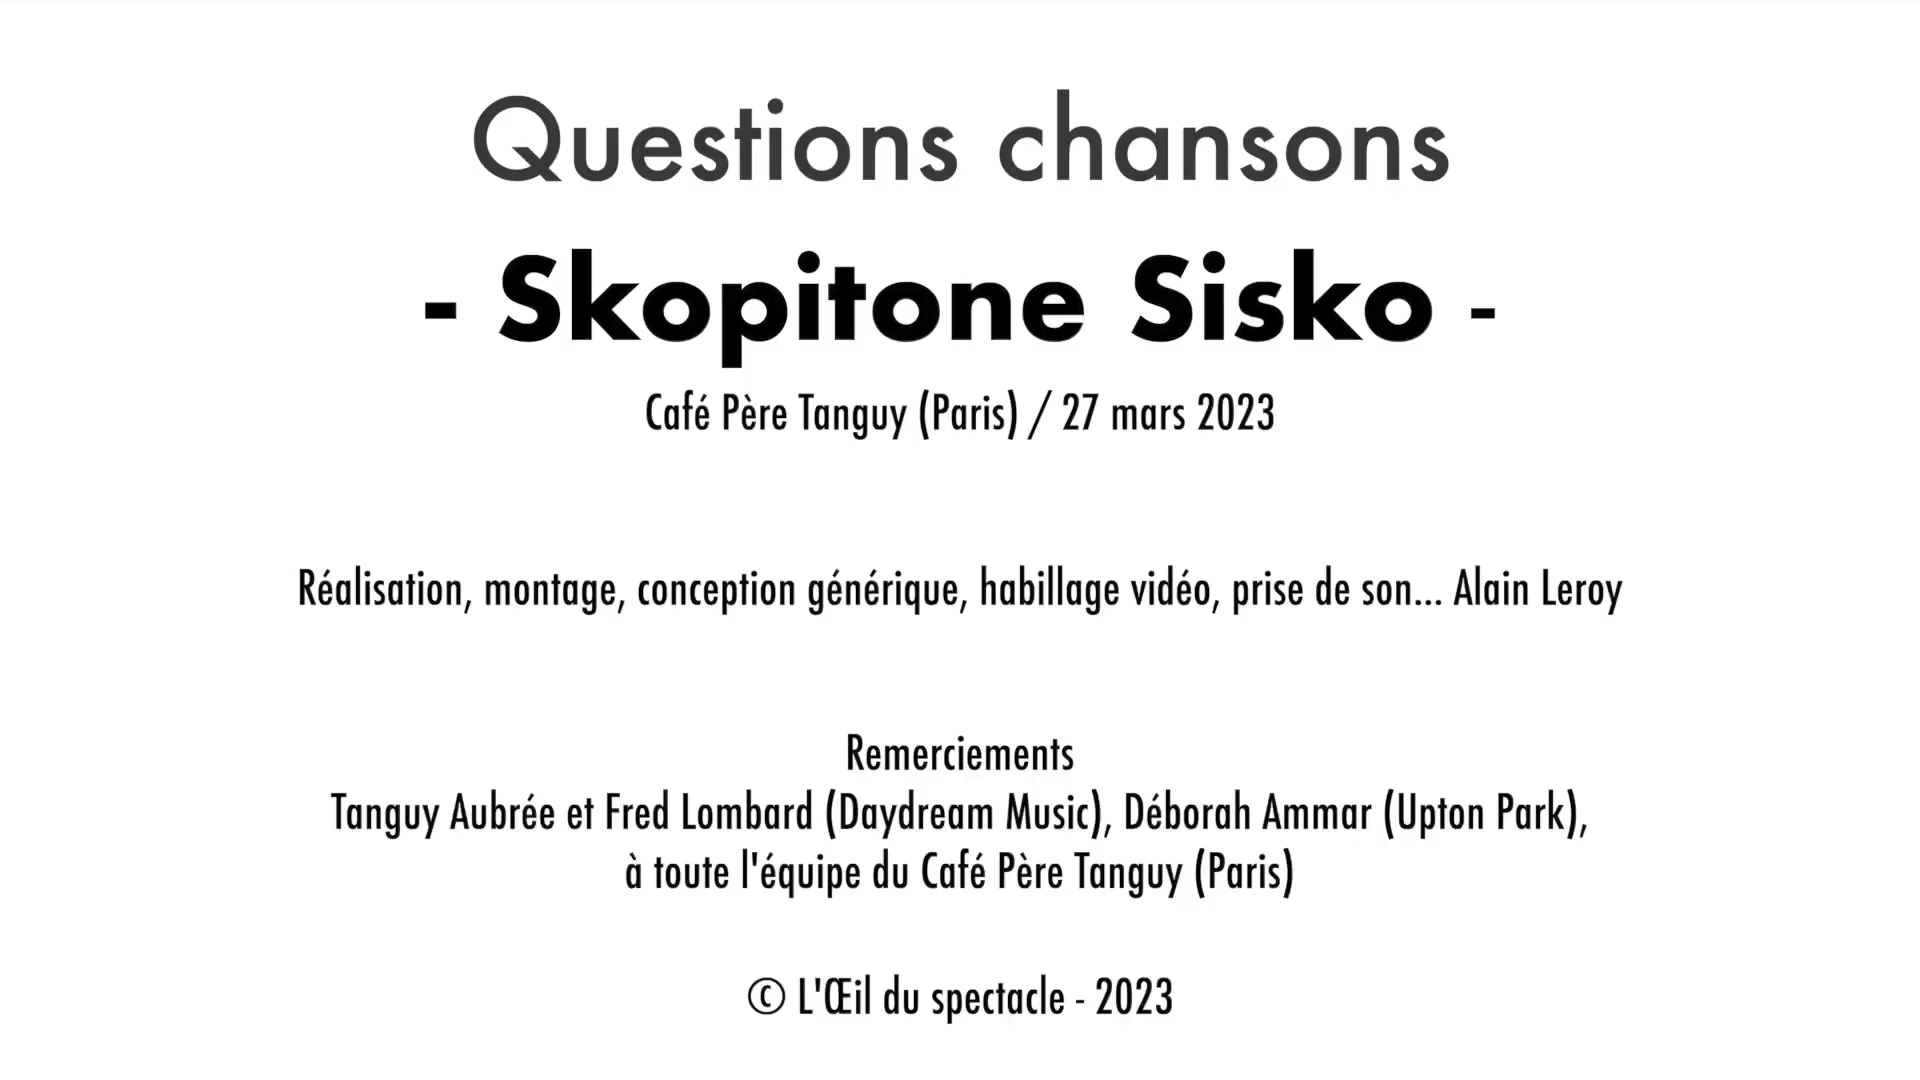 Questions chansons
- Skopitone Sisko -
Café Père Tanguy (Paris) / 27 mars 2023
Réalisation, montage, conception générique, habillage vidéo, prise de son... Alain Leroy
Remerciements
Tanguy Aubrée et Fred Lombard (Daydream Music), Déborah Ammar (Upton Park),
à toute l'équipe du Café Père Tanguy (Paris)
© L'Œil du spectacle - 2023